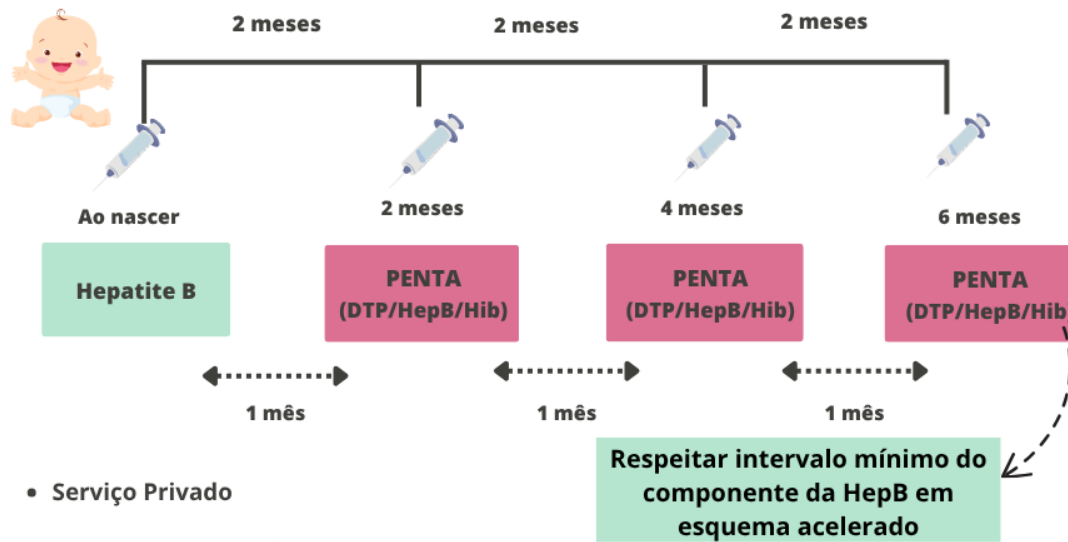 2 meses
2 meses
2 meses
Ao nascer
2 meses
4 meses
6 meses
Hepatite B
PENTA
(DTP/HepB/Hib)
PENTA
(DTP/HepB/Hib)
PENTA
(DTP/HepB/Hib)
1 mês
1 mês
1 mês
Respeitar intervalo mínimo do
componente da HepB em
esquema acelerado
• Serviço Privado